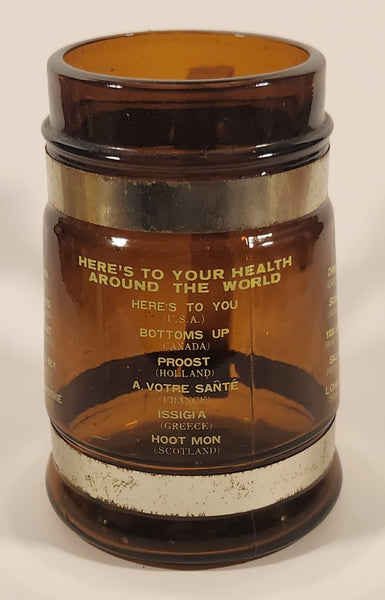 HERE'S TO YOUR HEALTH
AROUND THE WORLD
HERE'S TO YOU
(U.S.A.)
BOTTOMS UP
(CANADA)
PROOST
(HOLLAND)
A VOTRE SAÑTÉ
(FRANCE)
ISSIGIA
(GREECE)
HOOT MON
(SCOTLAND)